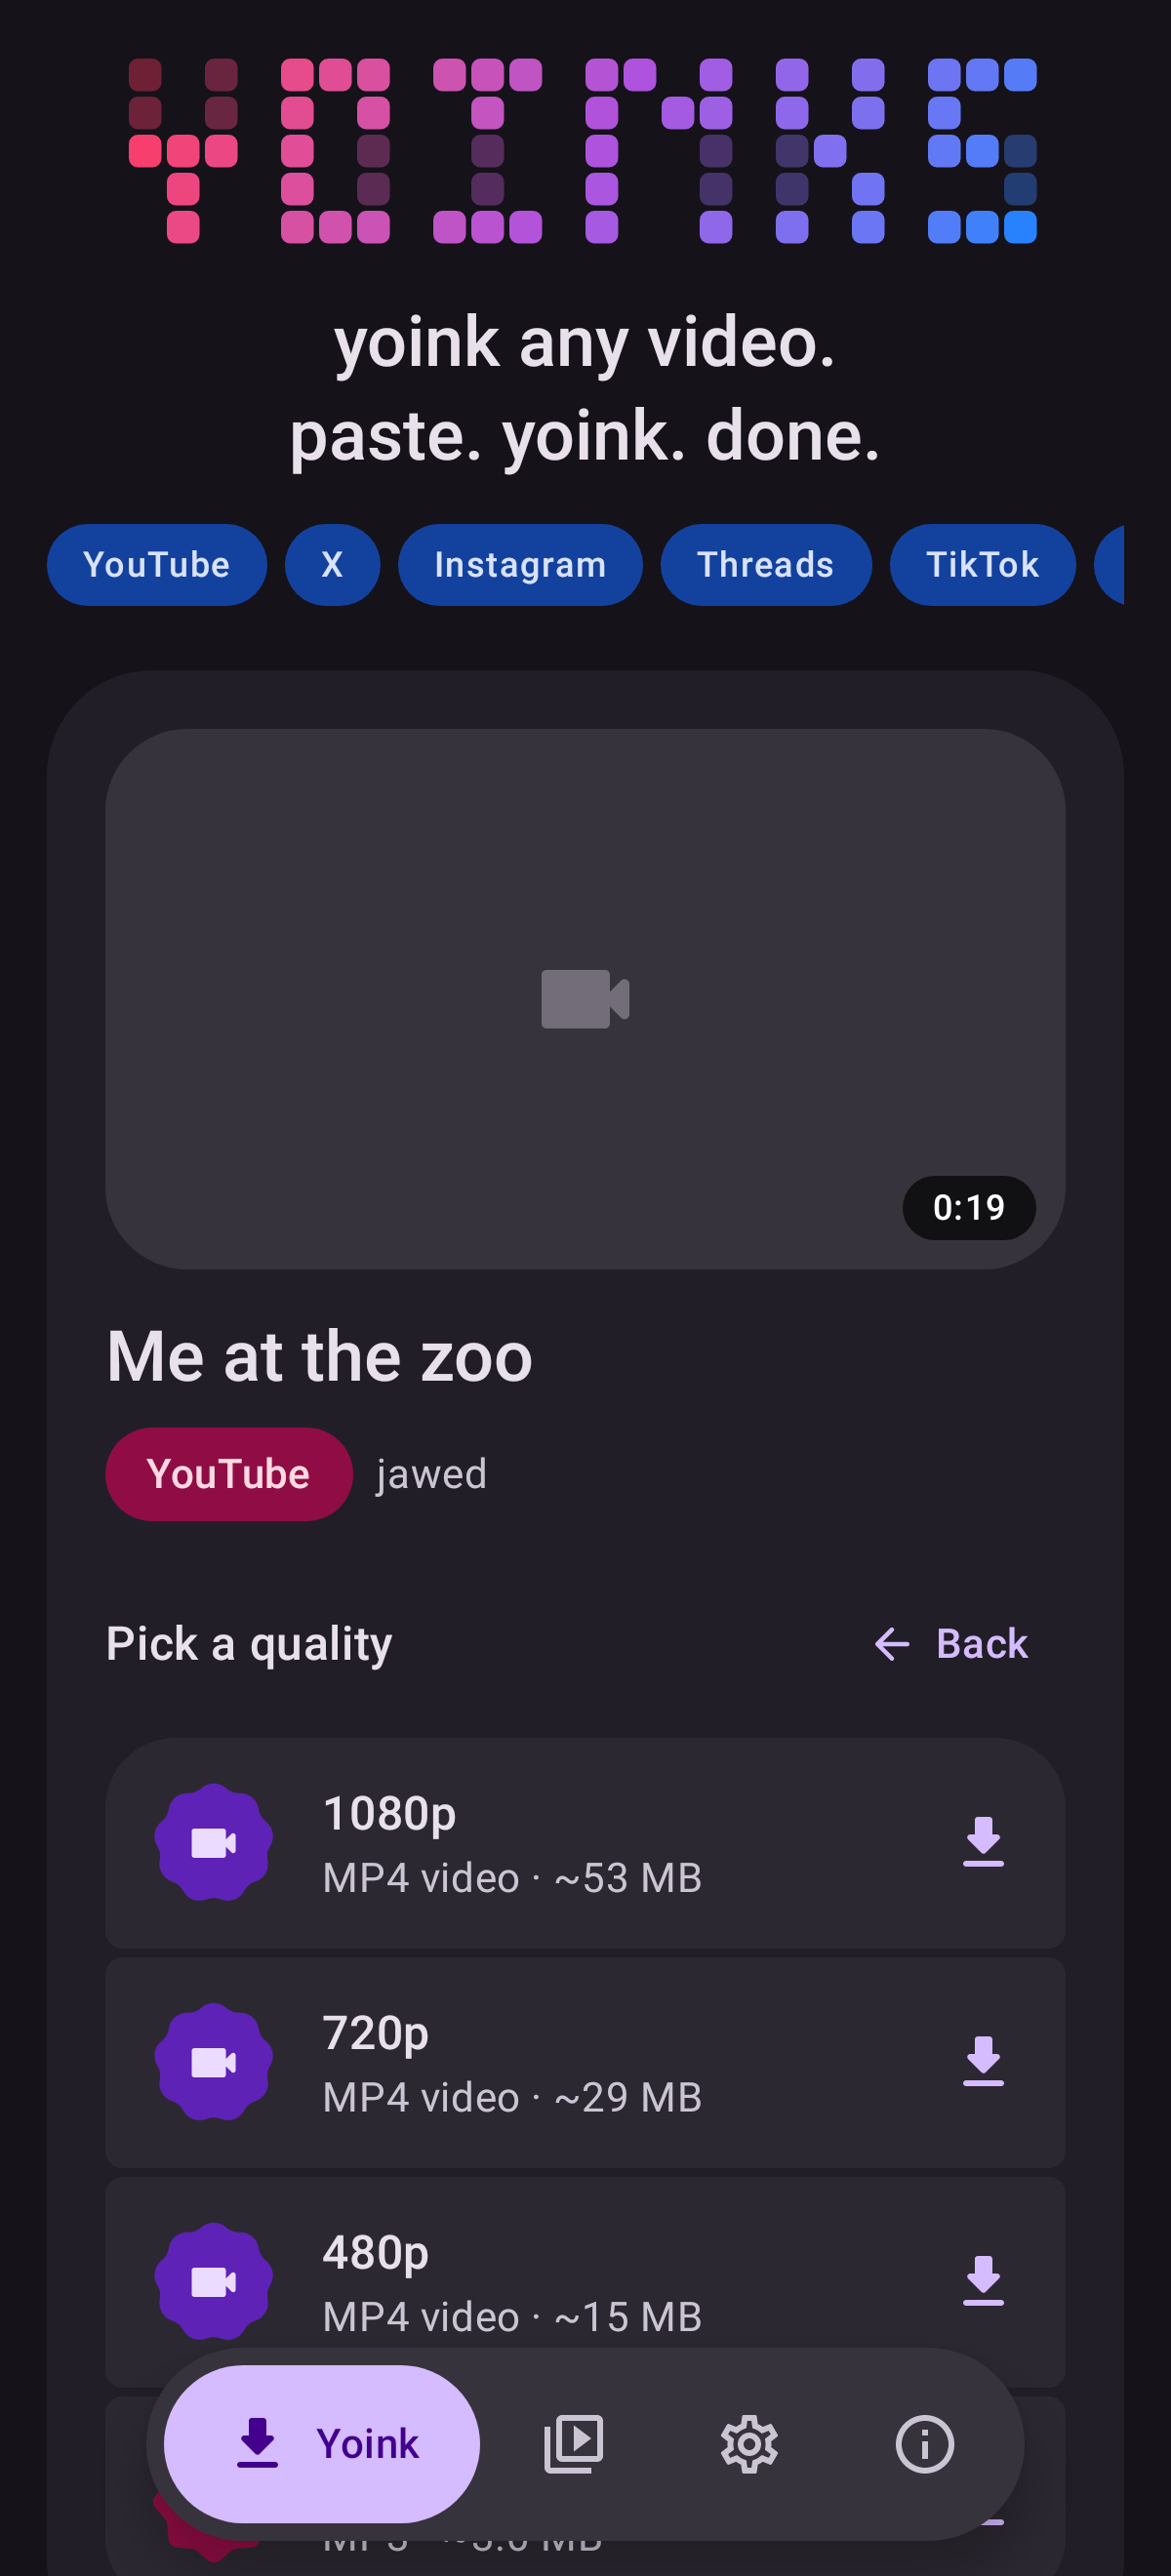 YOINKS
yoink any video.
paste. yoink. done.
YouTube X Instagram Threads TikTok
0:19
Me at the zoo
YouTube jawed
Pick a quality Back
1080p
MP4 video · ~53 MB
720p
MP4 video · ~29 MB
480p
MP4 video · ~15 MB
Yoink